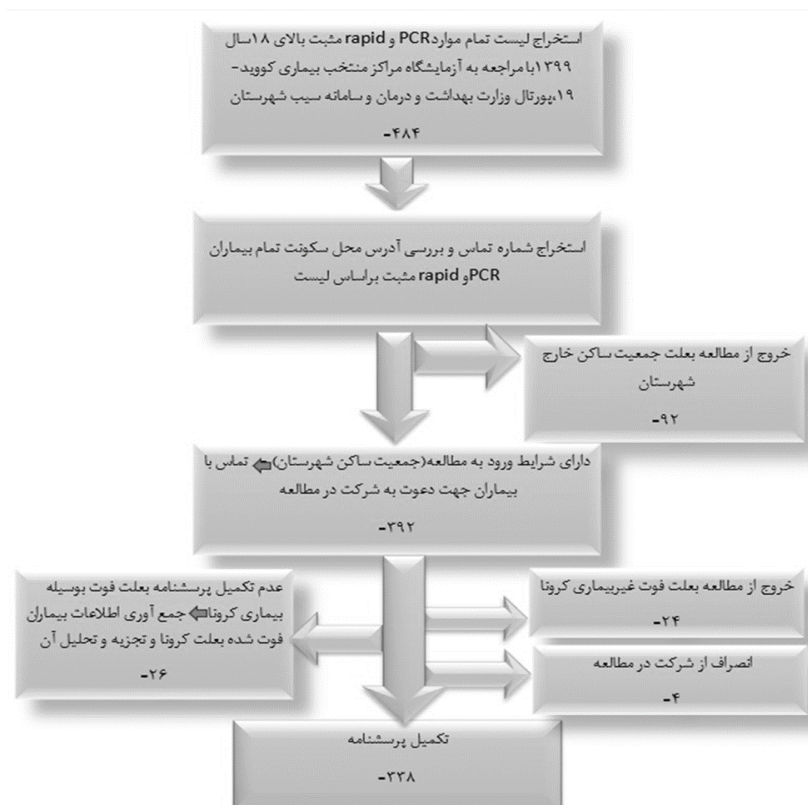 استخراج لیست تمام مواردPCR و rapid مثبت بالای ۱۸سال
۱۳۹۹با مراجعه به آزمایشگاه مراکز منتخب بیماری کووید-
۱۹،پورتال وزارت بهداشت و درمان و سامانه سیب شهرستان
-۴۸۴
استخراج شماره تماس و بررسی آدرس محل سکونت تمام بیماران
PCRو rapid مثبت براساس لیست
خروج از مطالعه بعلت جمعیت ساکن خارج
شهرستان
-۹۲
دارای شرایط ورود به مطالعه(جمعیت ساکن شهرستان) تماس با
بیماران جهت دعوت به شرکت در مطالعه
-۳۹۲
خروج از مطالعه بعلت فوت غیربیماری کرونا
-۲۴
عدم تکمیل پرسشنامه بعلت فوت بوسیله
بیماری کرونا جمع آوری اطلاعات بیماران
فوت شده بعلت کرونا و تجزیه و تحلیل آن
-۲۶
انصراف از شرکت در مطالعه
-۴
تکمیل پرسشنامه
-۳۳۸